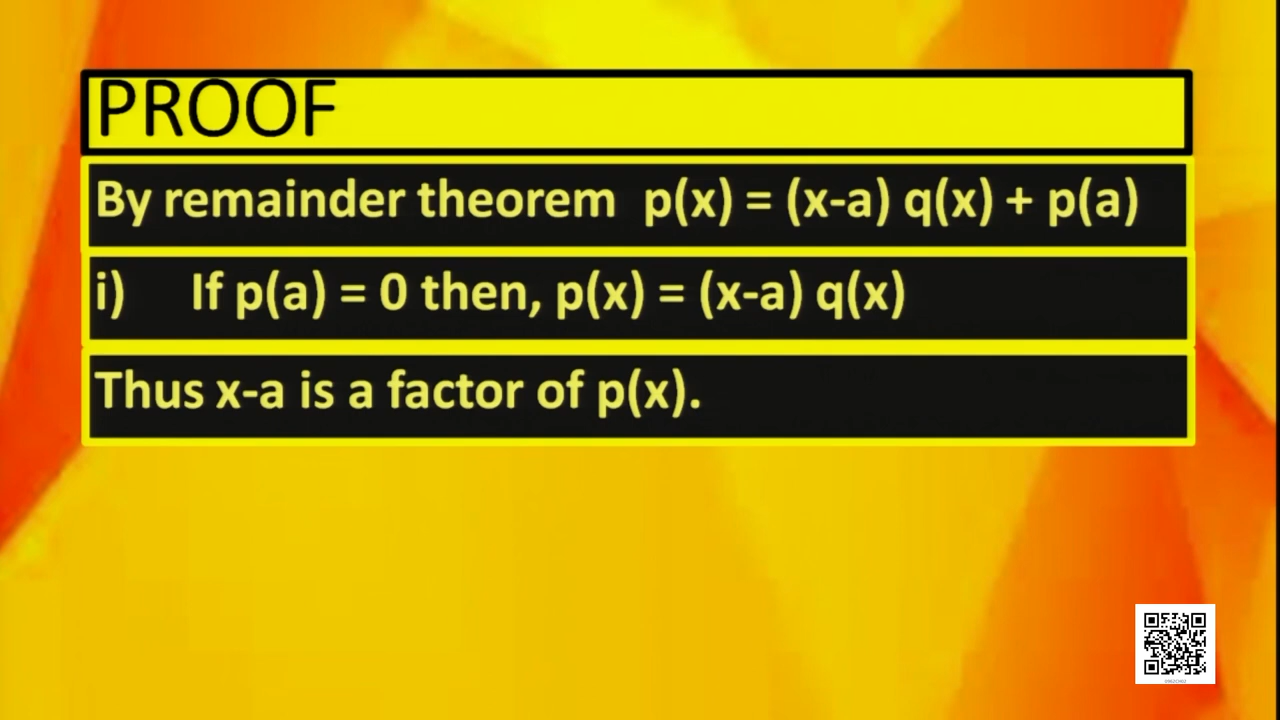 PROOF
By remainder theorem p(x) = (x-a) q(x) + p(a)
i) If p(a) = 0 then, p(x) = (x-a) q(x)
Thus x-a is a factor of p(x).